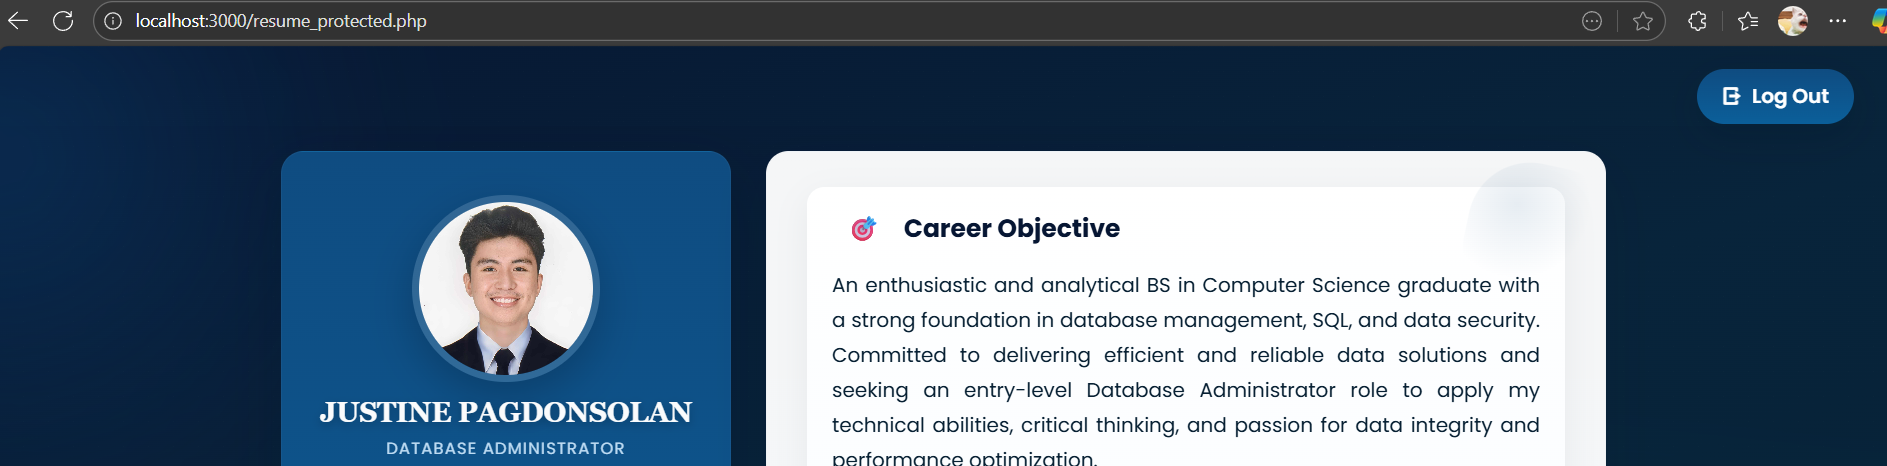 localhost:3000/resume_protected.php
Log Out
JUSTINE PAGDONSOLAN
DATABASE ADMINISTRATOR
Career Objective
An enthusiastic and analytical BS in Computer Science graduate with
a strong foundation in database management, SQL, and data security.
Committed to delivering efficient and reliable data solutions and
seeking an entry-level Database Administrator role to apply my
technical abilities, critical thinking, and passion for data integrity and
performance optimization.